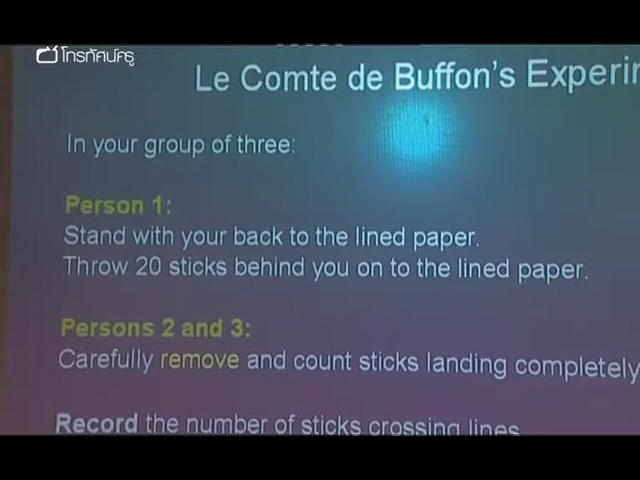 โทรทัศน์ครู
Le Comte de Buffon's
In your group of three:
Person 1:
Stand with your back to the lined paper.
Throw 20 sticks behind you on to the lined paper.
Persons 2 and 3:
Carefully remove and count sticks landing completely
Record the number of sticks crossing lines